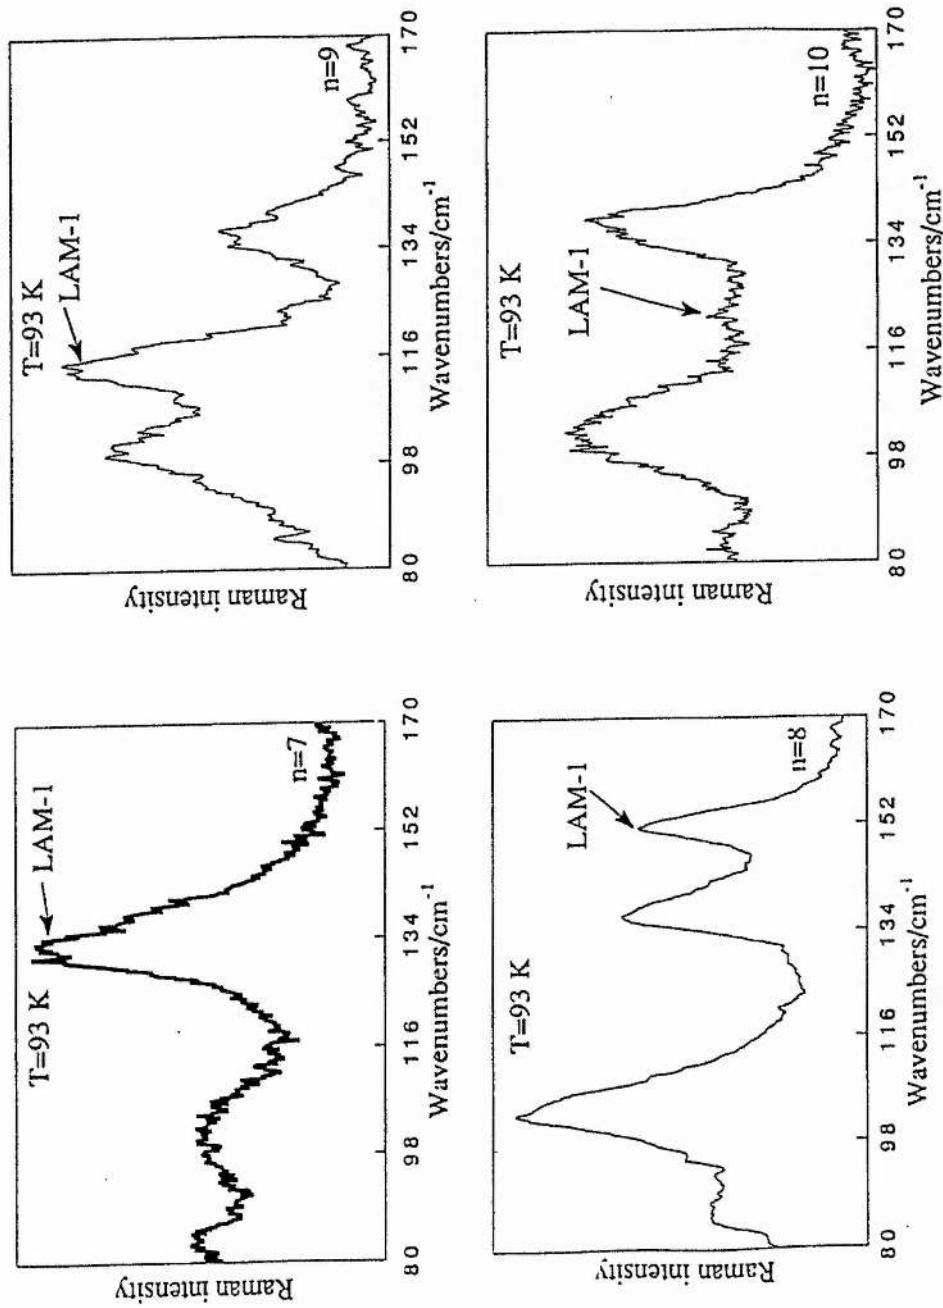 T=93 K
LAM-1
n=7
Raman intensity
80 98 116 134 152 170
Wavenumbers/cm⁻¹
T=93 K
LAM-1
n=9
Raman intensity
80 98 116 134 152 170
Wavenumbers/cm⁻¹
T=93 K
LAM-1
n=8
Raman intensity
80 98 116 134 152 170
Wavenumbers/cm⁻¹
T=93 K
LAM-1
n=10
Raman intensity
80 98 116 134 152 170
Wavenumbers/cm⁻¹